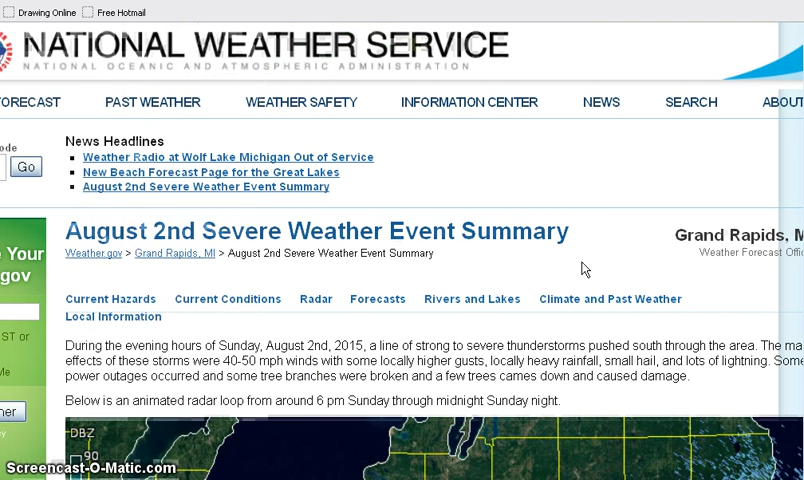 Drawing Online Free Hotmail
NATIONAL WEATHER SERVICE
NATIONAL OCEANIC AND ATMOSPHERIC ADMINISTRATION
FORECAST PAST WEATHER WEATHER SAFETY INFORMATION CENTER NEWS SEARCH ABOUT
ode
Go
News Headlines
Weather Radio at Wolf Lake Michigan Out of Service
New Beach Forecast Page for the Great Lakes
August 2nd Severe Weather Event Summary
e Your
gov
ST or
Me
her
August 2nd Severe Weather Event Summary
Weather.gov > Grand Rapids, MI > August 2nd Severe Weather Event Summary
Grand Rapids, M
Weather Forecast Offic
Current Hazards Current Conditions Radar Forecasts Rivers and Lakes Climate and Past Weather
Local Information
During the evening hours of Sunday, August 2nd, 2015, a line of strong to severe thunderstorms pushed south through the area. The ma
effects of these storms were 40-50 mph winds with some locally higher gusts, locally heavy rainfall, small hail, and lots of lightning. Some
power outages occurred and some tree branches were broken and a few trees cames down and caused damage.
Below is an animated radar loop from around 6 pm Sunday through midnight Sunday night.
DBZ
90
Screencast-O-Matic.com